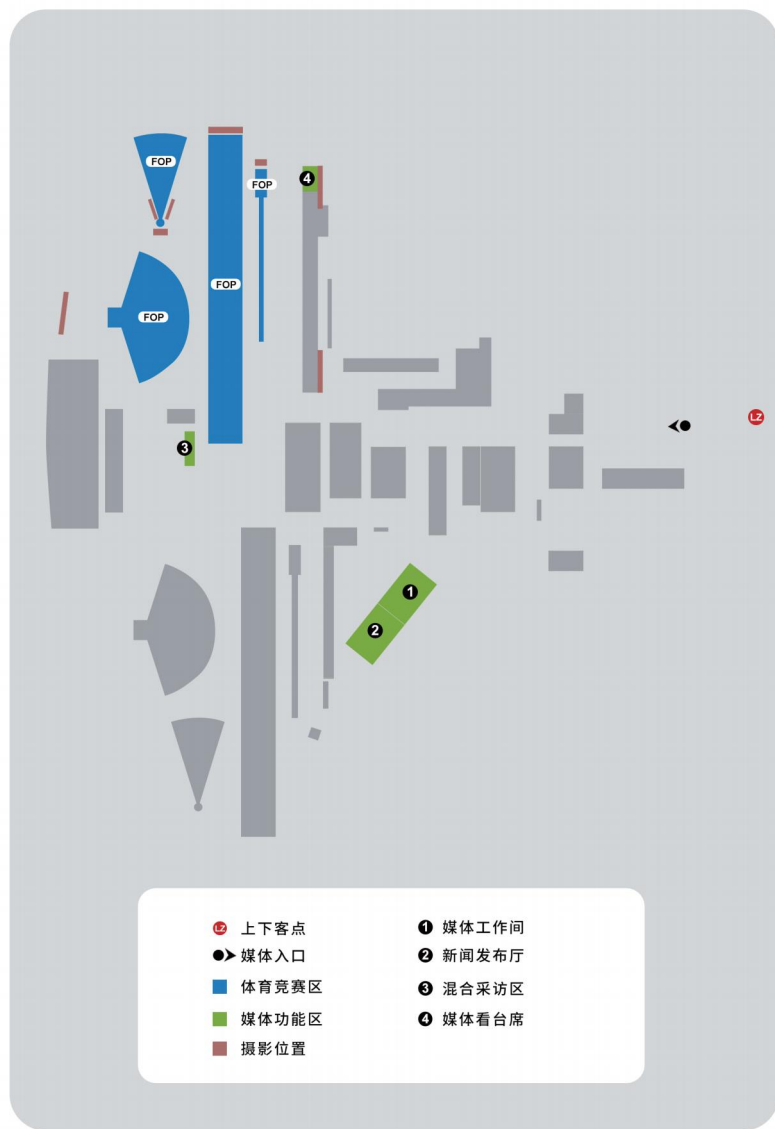 FOP
4
FOP
FOP
FOP
LZ
3
1
2
LZ 上下客点
媒体入口
体育竞赛区
媒体功能区
摄影位置
1 媒体工作间
2 新闻发布厅
3 混合采访区
4 媒体看台席